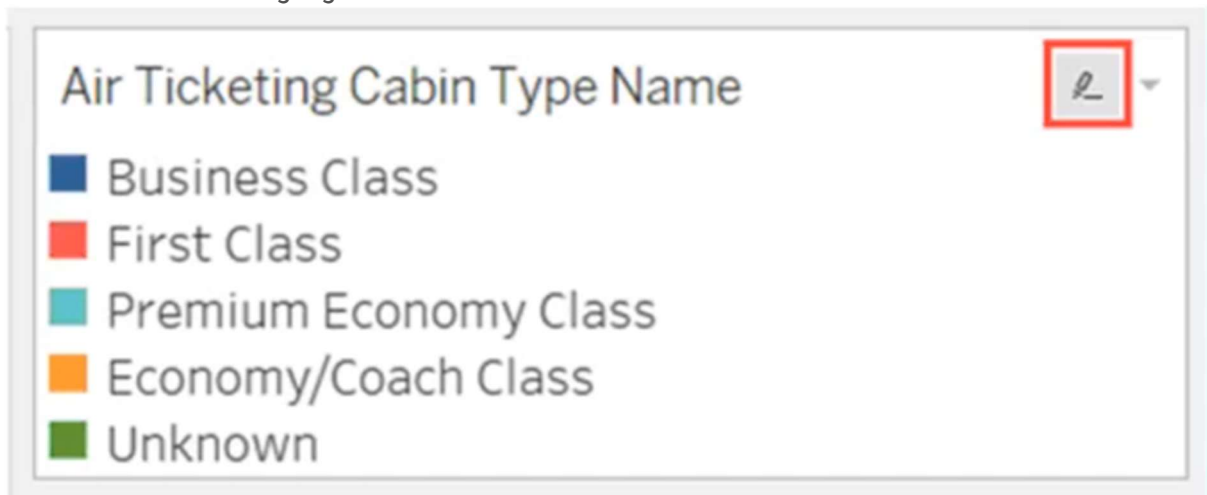 Air Ticketing Cabin Type Name
Business Class
First Class
Premium Economy Class
Economy/Coach Class
Unknown